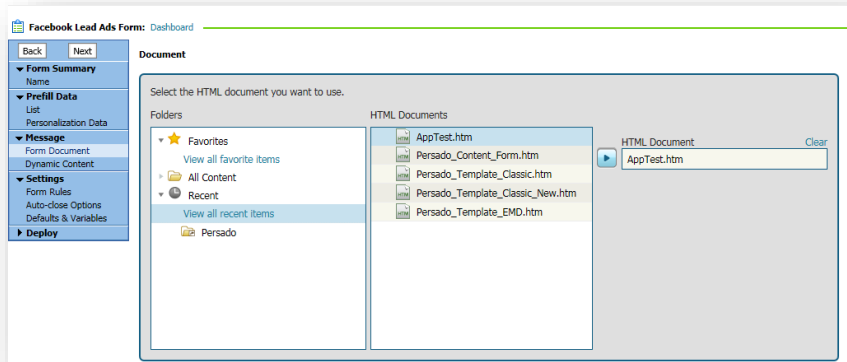 Facebook Lead Ads Form: Dashboard
Back Next
Form Summary
Name
Prefill Data
List
Personalization Data
Message
Form Document
Dynamic Content
Settings
Form Rules
Auto-close Options
Defaults & Variables
Deploy
Document
Select the HTML document you want to use.
Folders
Favorites
View all favorite items
All Content
Recent
View all recent items
Persado
HTML Documents
AppTest.htm
Persado_Content_Form.htm
Persado_Template_Classic.htm
Persado_Template_Classic_New.htm
Persado_Template_EMD.htm
HTML Document Clear
AppTest.htm